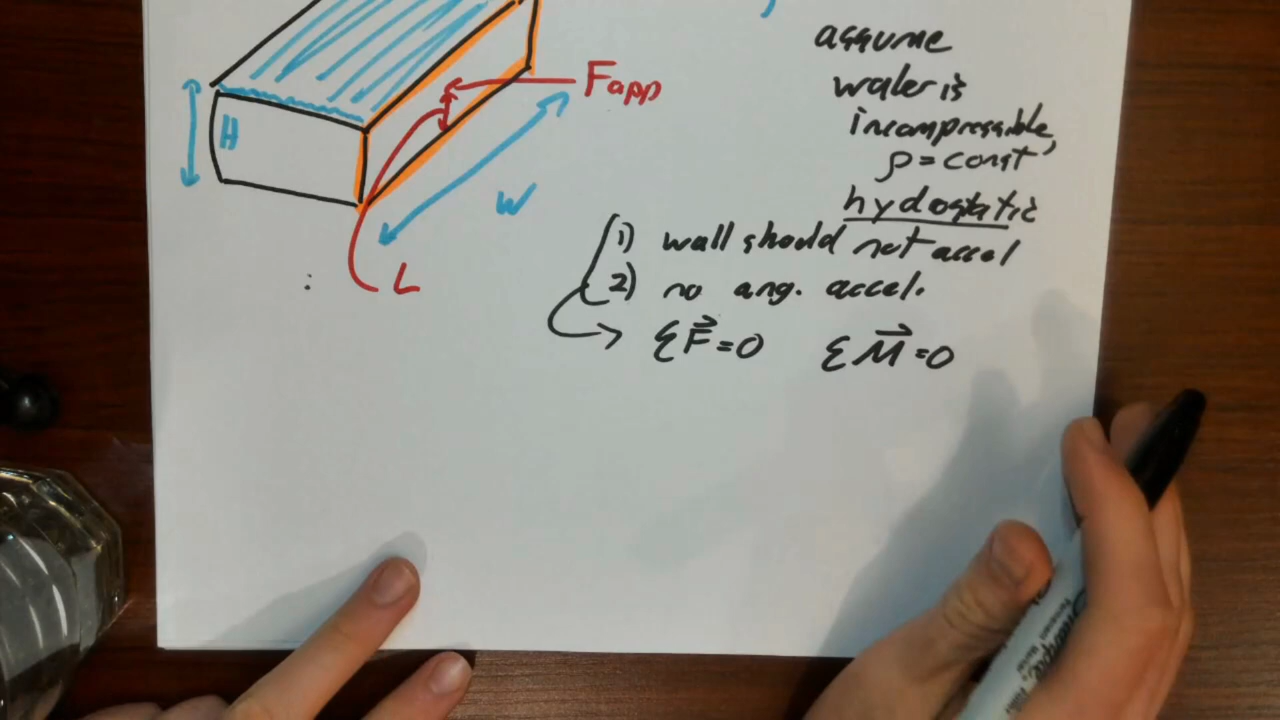 assume
water is
incompressible,
ρ = const
hydostatic
H
Fapp
W
L
1) wall should not accel
2) no ang. accel.
ΣF⃗=0 ΣM⃗=0